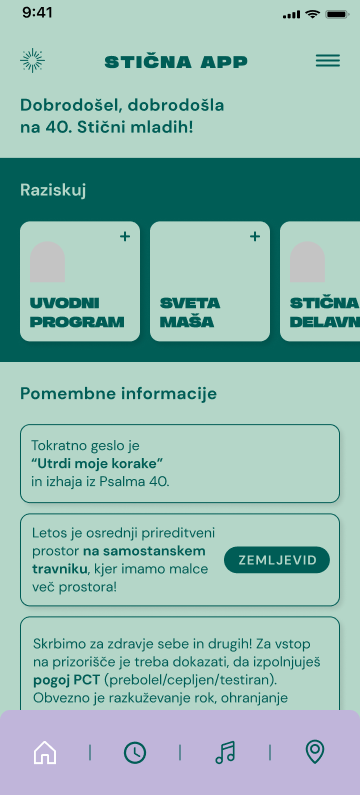 9:41
STIČNA APP
Dobrodošel, dobrodošla
na 40. Stični mladih!
Raziskuj
UVODNI
PROGRAM
SVETA
MAŠA
STIČNA
DELAVN
Pomembne informacije
Tokratno geslo je
“Utrdi moje korake”
in izhaja iz Psalma 40.
Letos je osrednji prireditveni
prostor na samostanskem
travniku, kjer imamo malce
več prostora!
ZEMLJEVID
Skrbimo za zdravje sebe in drugih! Za vstop
na prizorišče je treba dokazati, da izpolnjuješ
pogoj PCT (prebolel/cepljen/testiran).
Obvezno je razkuževanje rok, ohranjanje